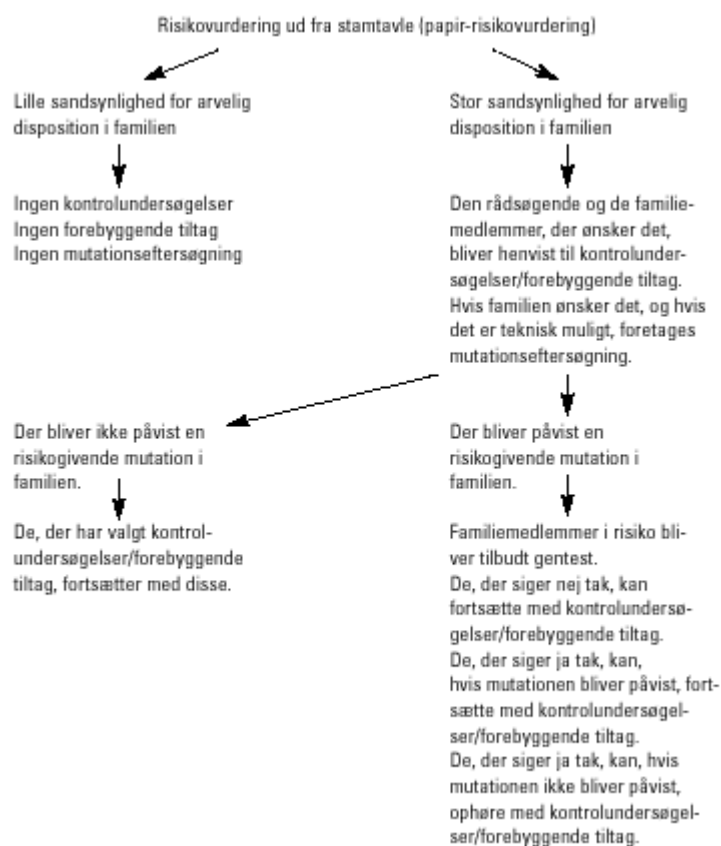 Risikovurdering ud fra stamtavle (papir-risikovurdering)
Lille sandsynlighed for arvelig
disposition i familien
Stor sandsynlighed for arvelig
disposition i familien
Ingen kontrolundersøgelser
Ingen forebyggende tiltag
Ingen mutationseftersøgning
Den rådsøgende og de familie-
medlemmer, der ønsker det,
bliver henvist til kontrolunder-
søgelser/forebyggende tiltag.
Hvis familien ønsker det, og hvis
det er teknisk muligt, foretages
mutationseftersøgning.
Der bliver ikke påvist en
risikogivende mutation i
familien.
Der bliver påvist en
risikogivende mutation i
familien.
De, der har valgt kontrol-
undersøgelser/forebyggende
tiltag, fortsætter med disse.
Familiemedlemmer i risiko bli-
ver tilbudt gentest.
De, der siger nej tak, kan
fortsætte med kontrolundersø-
gelser/forebyggende tiltag.
De, der siger ja tak, kan,
hvis mutationen bliver påvist, fort-
sætte med kontrolundersøgel-
ser/forebyggende tiltag.
De, der siger ja tak, kan, hvis
mutationen ikke bliver påvist,
ophøre med kontrolundersøgel-
ser/forebyggende tiltag.